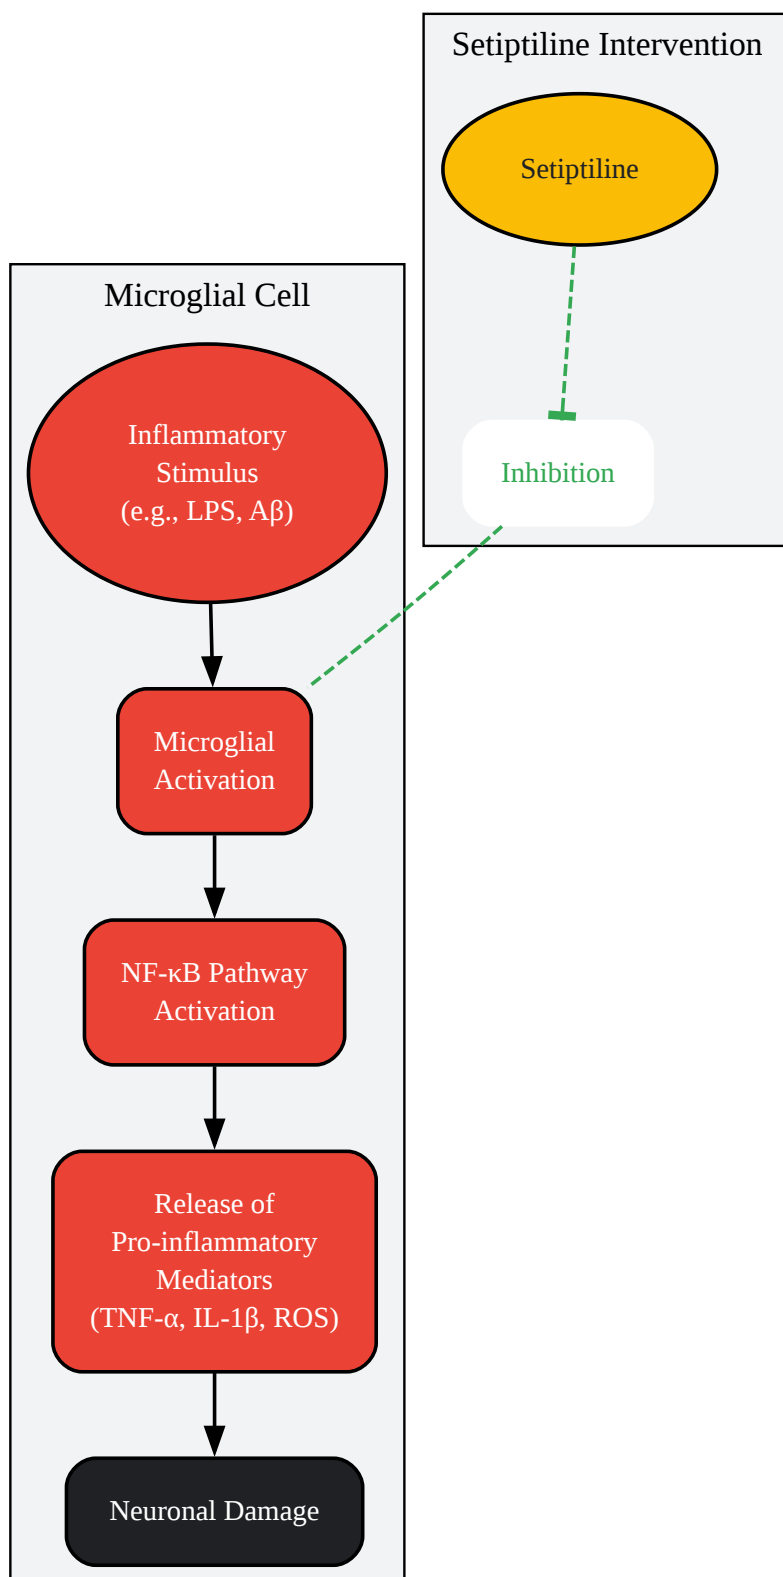 Setiptiline Intervention
Setiptiline
Inhibition
Microglial Cell
Inflammatory
Stimulus
(e.g., LPS, Aβ)
Microglial
Activation
NF-κB Pathway
Activation
Release of
Pro-inflammatory
Mediators
(TNF-α, IL-1β, ROS)
Neuronal Damage